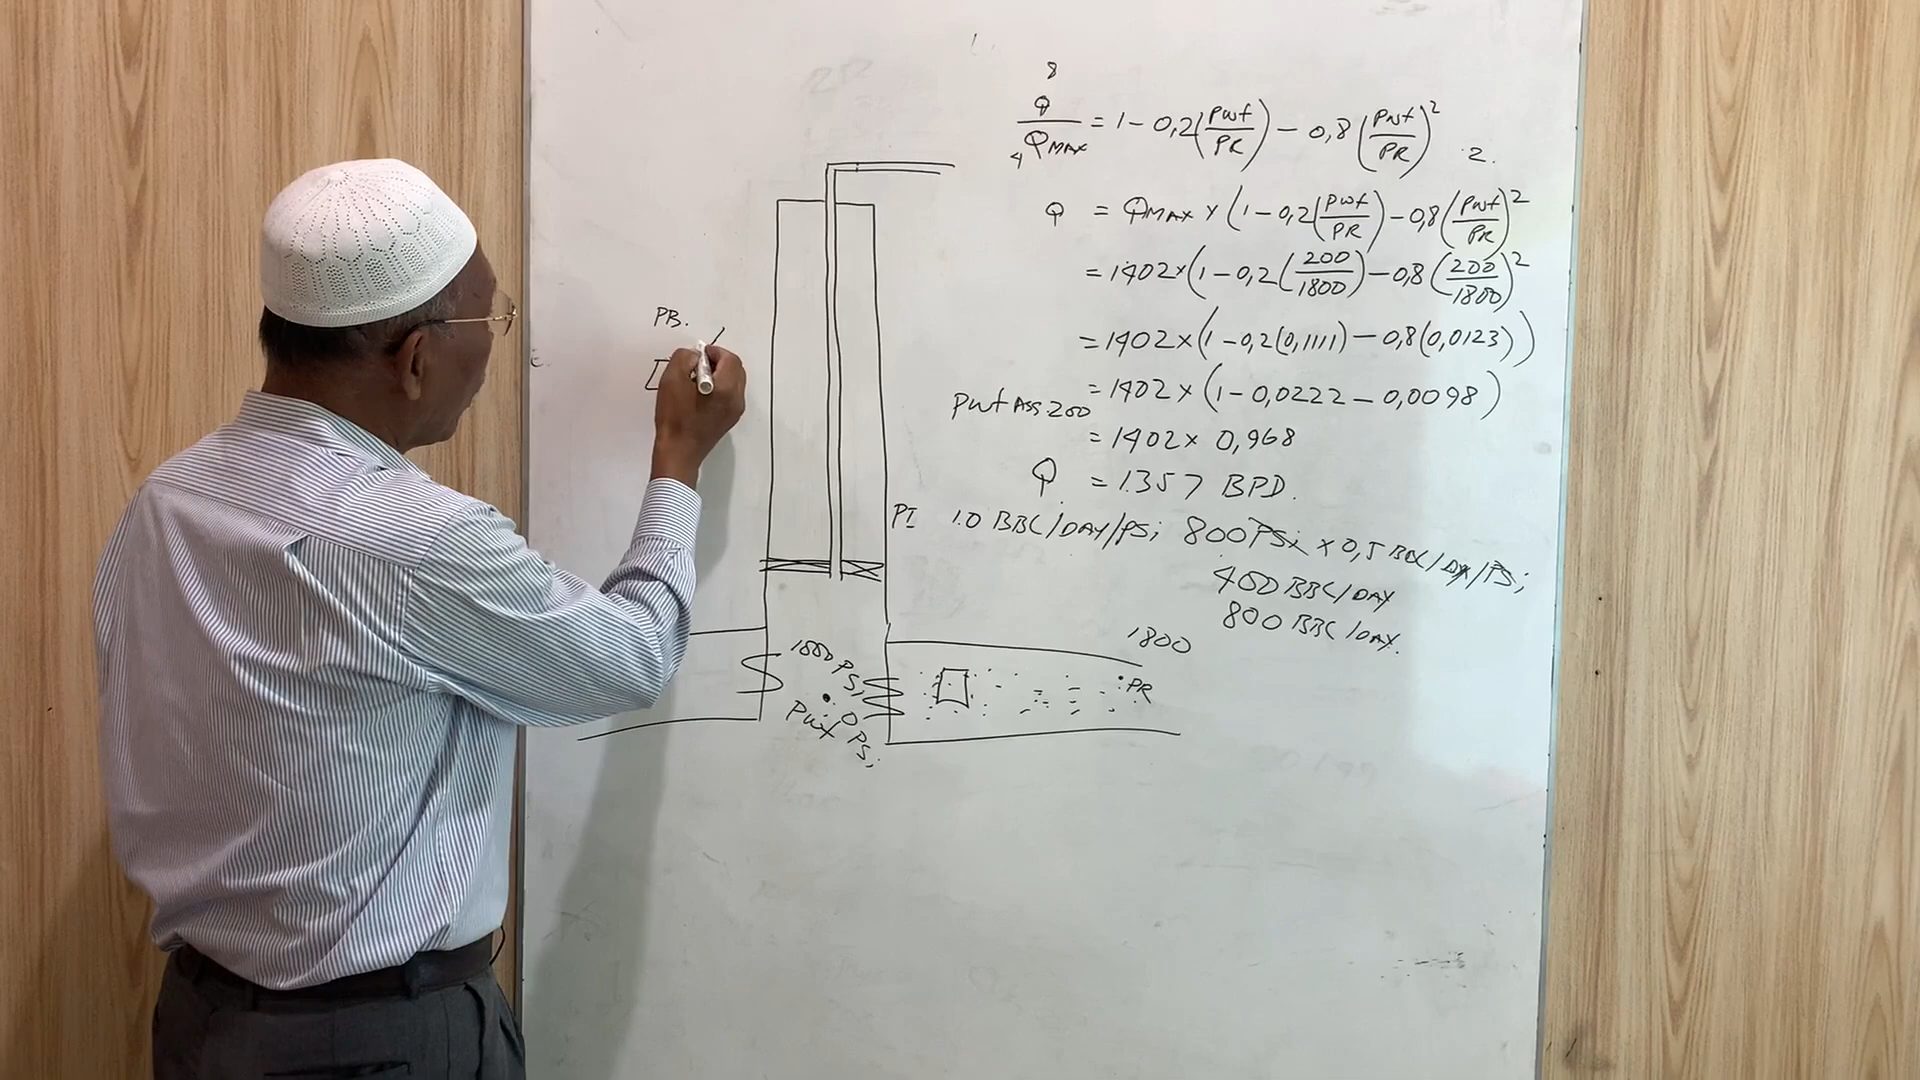 8
Q/QMAX = 1 - 0,2(Pwf/PR) - 0,8(Pwf/PR)² 2.
4
Q = QMAX x (1 - 0,2(Pwf/PR) - 0,8(Pwf/PR)²
= 1402 x (1 - 0,2(200/1800) - 0,8(200/1800)²
PB.
= 1402 x (1 - 0,2(0,1111) - 0,8(0,0123))
= 1402 x (1 - 0,0222 - 0,0098)
Pwf ASS 200
= 1402 x 0,968
Q = 1357 BPD.
PI 1.0 BBL/DAY/PSi 800 PSi x 0,5 BBL/DAY/PSi
400 BBL/DAY
800 BBL/DAY.
1800
1000 PSi
PR
Pwf 0 PSi